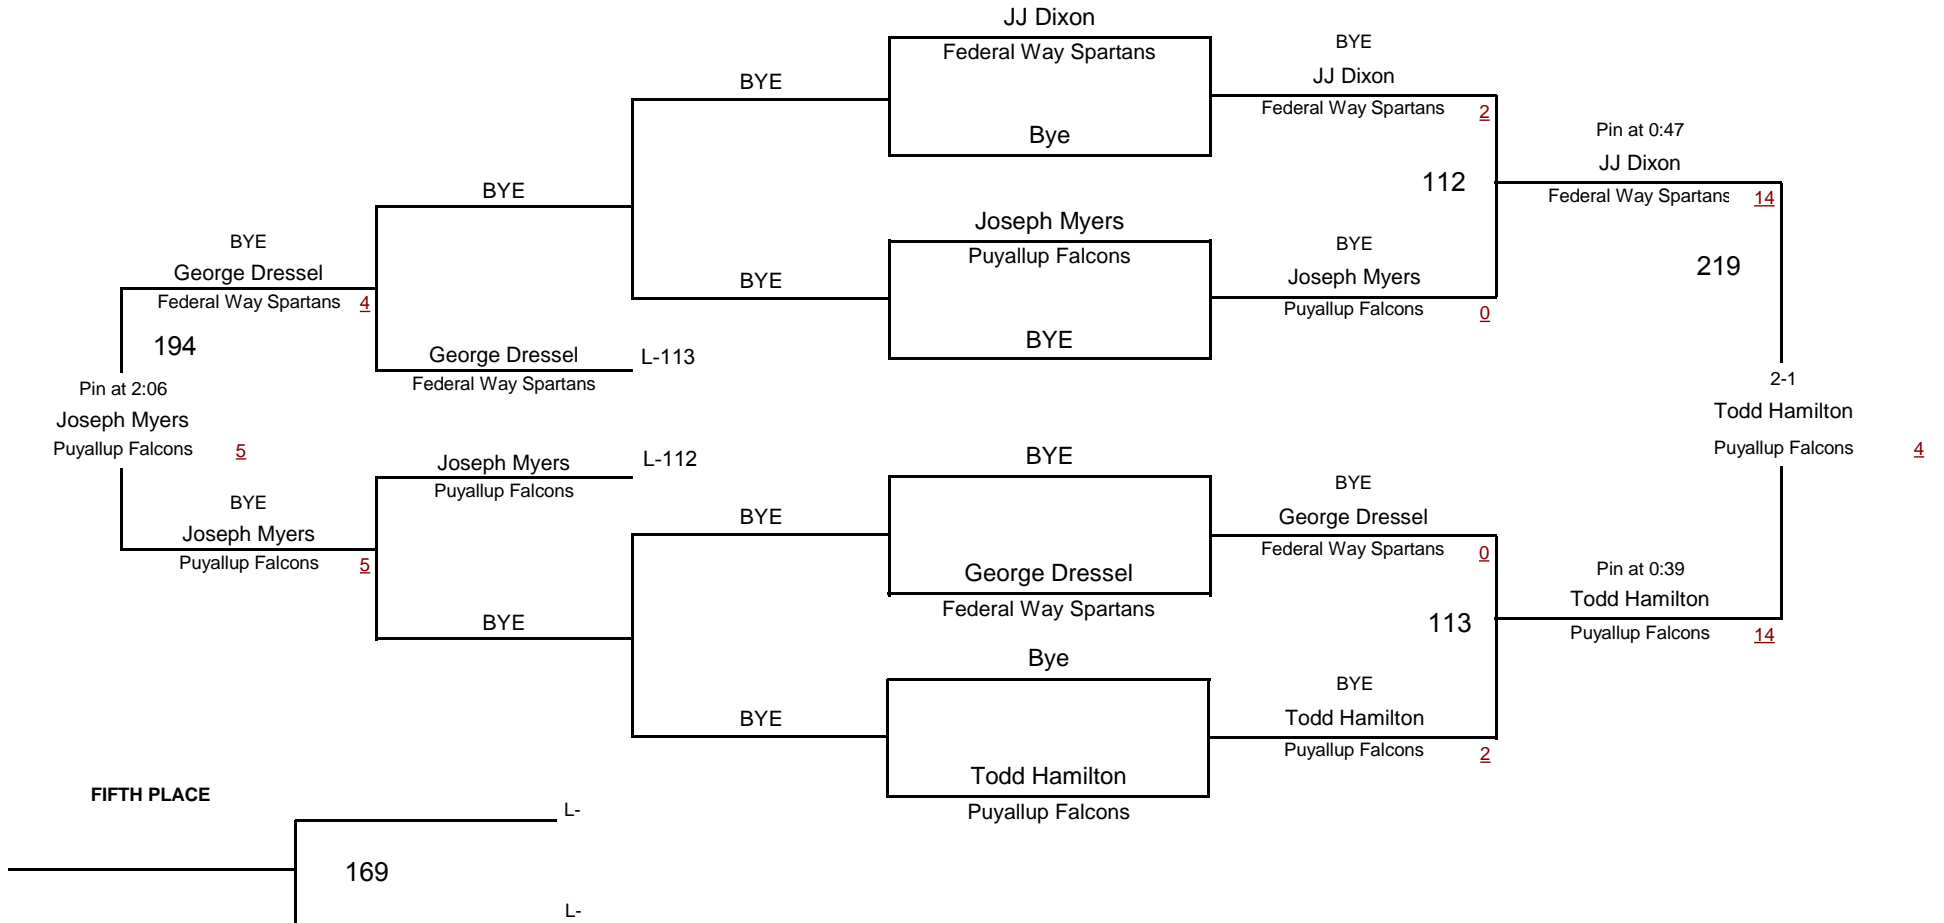 JJ Dixon
Federal Way Spartans
BYE
JJ Dixon
Federal Way Spartans 2
BYE
Bye
Pin at 0:47
JJ Dixon
Federal Way Spartans 14
112
BYE
Joseph Myers
Puyallup Falcons
BYE
Joseph Myers
Puyallup Falcons 0
219
BYE
George Dressel
Federal Way Spartans 4
BYE
BYE
194
George Dressel
Federal Way Spartans
L-113
Pin at 2:06
Joseph Myers
Puyallup Falcons 5
2-1
Todd Hamilton
Puyallup Falcons 4
Joseph Myers
Puyallup Falcons
L-112
BYE
BYE
George Dressel
Federal Way Spartans 0
BYE
Joseph Myers
Puyallup Falcons 5
BYE
George Dressel
Federal Way Spartans
Pin at 0:39
Todd Hamilton
Puyallup Falcons 14
113
BYE
Bye
BYE
Todd Hamilton
Puyallup Falcons 2
BYE
Todd Hamilton
Puyallup Falcons
FIFTH PLACE
L-
169
L-